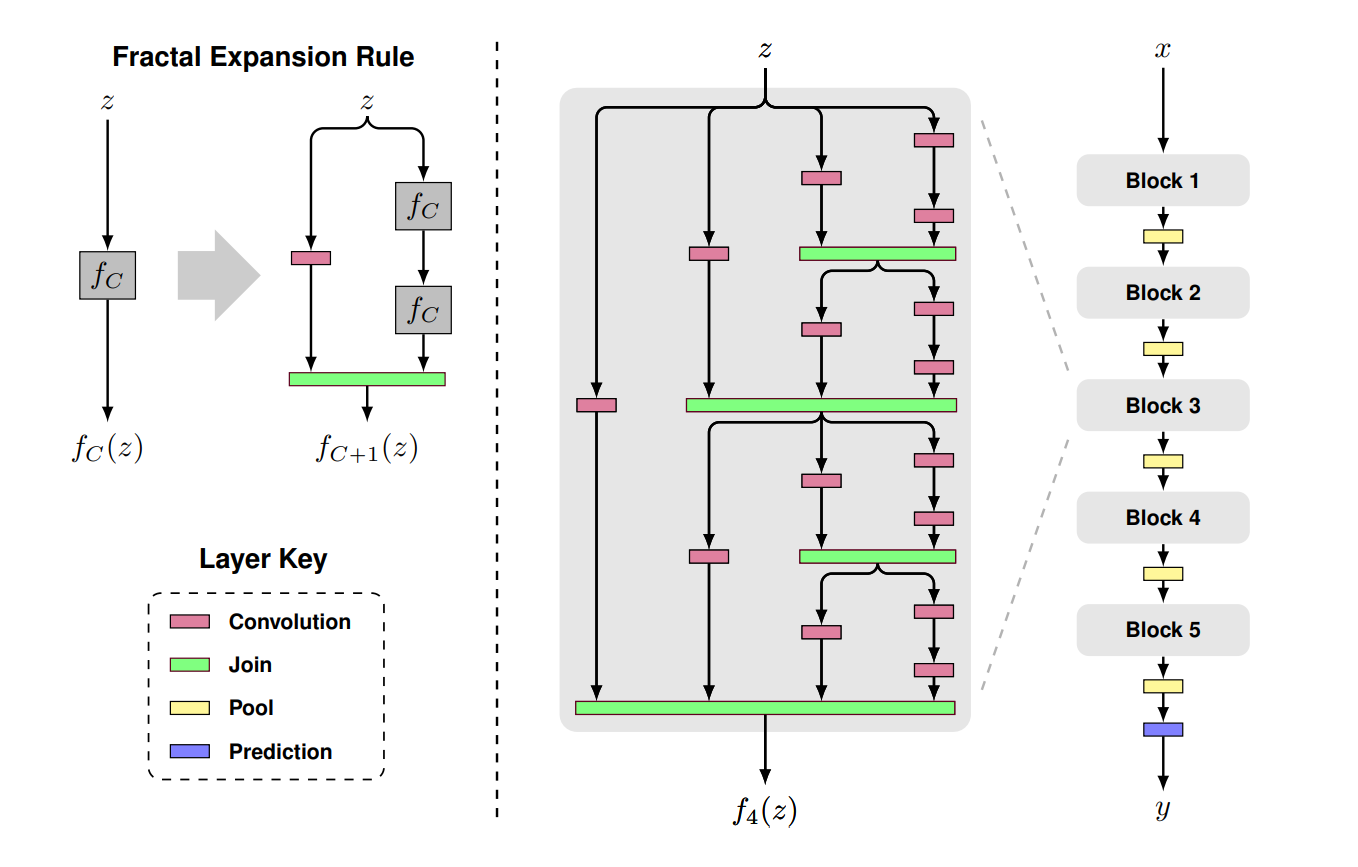 Fractal Expansion Rule
z
f_C
f_C(z)
z
f_C
f_C
f_{C+1}(z)
Layer Key
Convolution
Join
Pool
Prediction
z
f_4(z)
x
Block 1
Block 2
Block 3
Block 4
Block 5
y